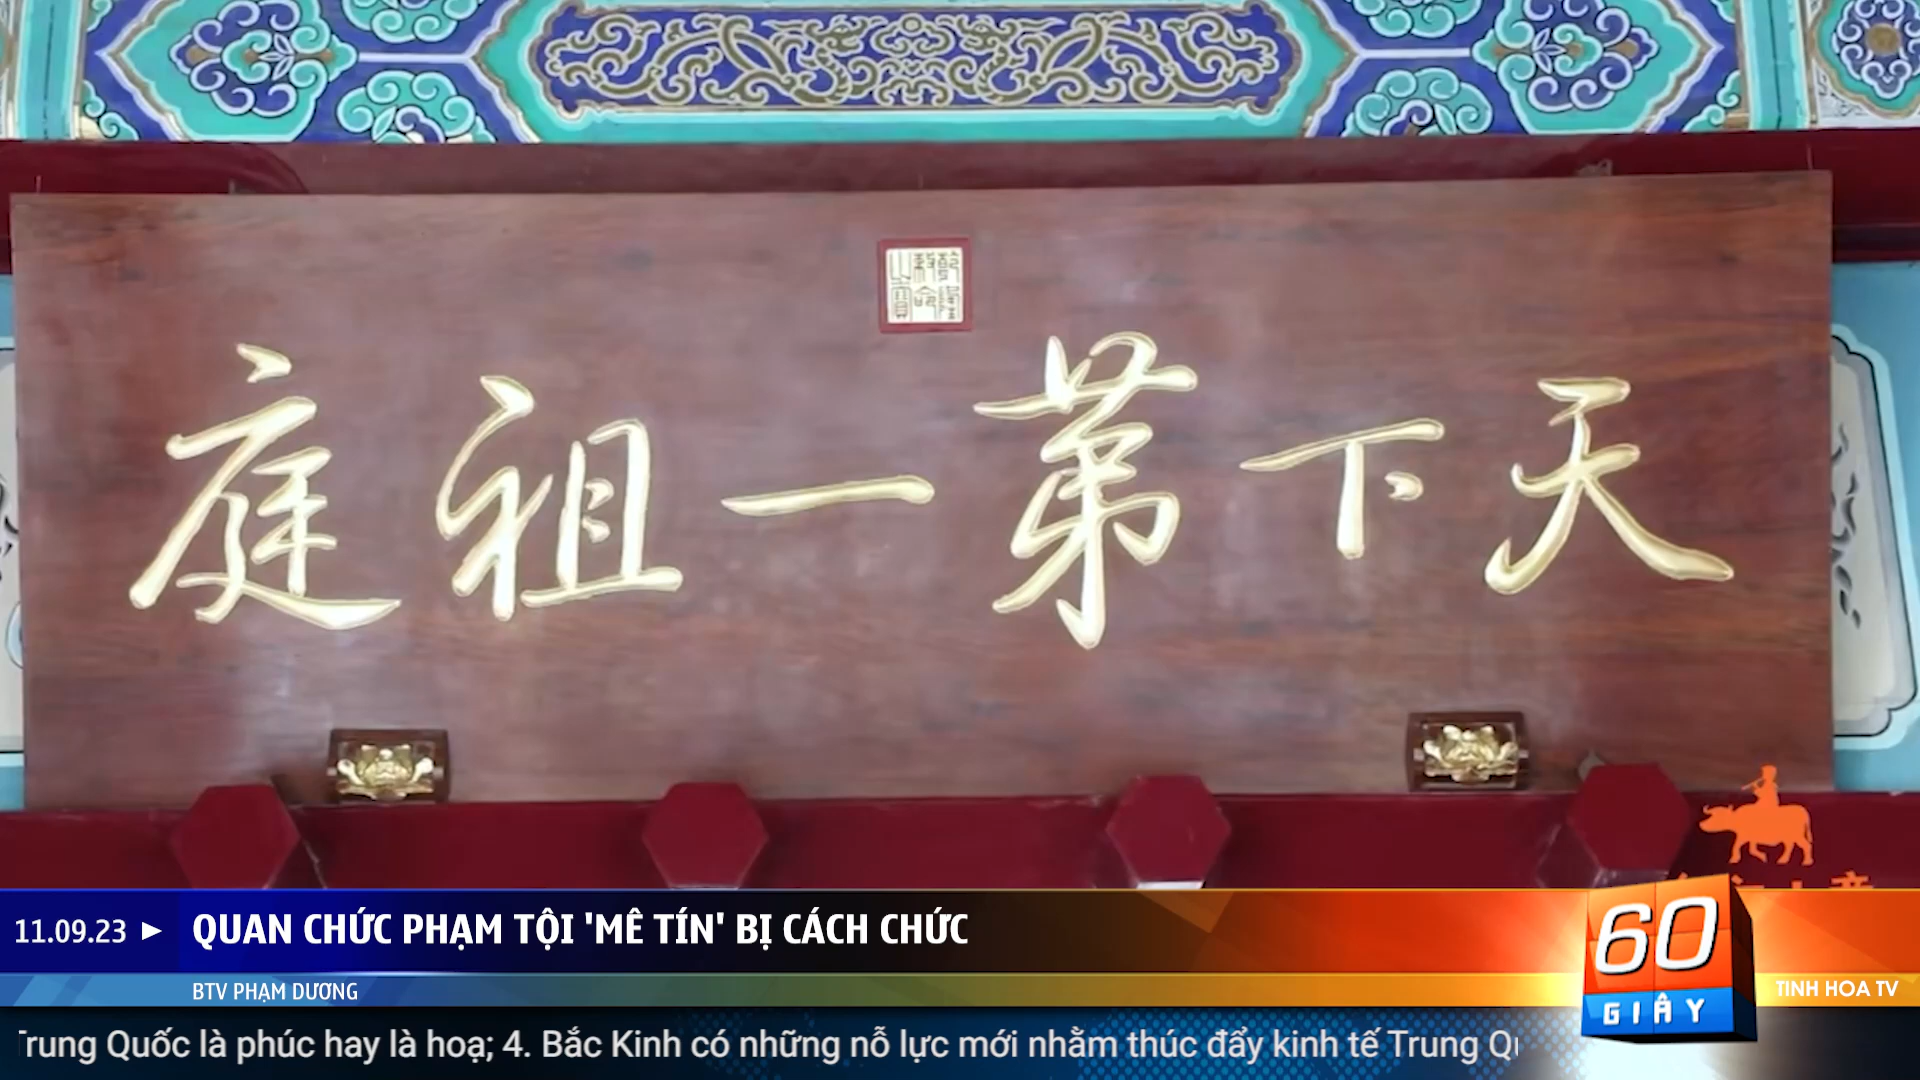 天下第一祖庭
11.09.23
QUAN CHỨC PHẠM TỘI 'MÊ TÍN' BỊ CÁCH CHỨC
BTV PHẠM DƯƠNG
60
GIÂY
TINH HOA TV
Trung Quốc là phúc hay là hoạ; 4. Bắc Kinh có những nỗ lực mới nhằm thúc đẩy kinh tế Trung